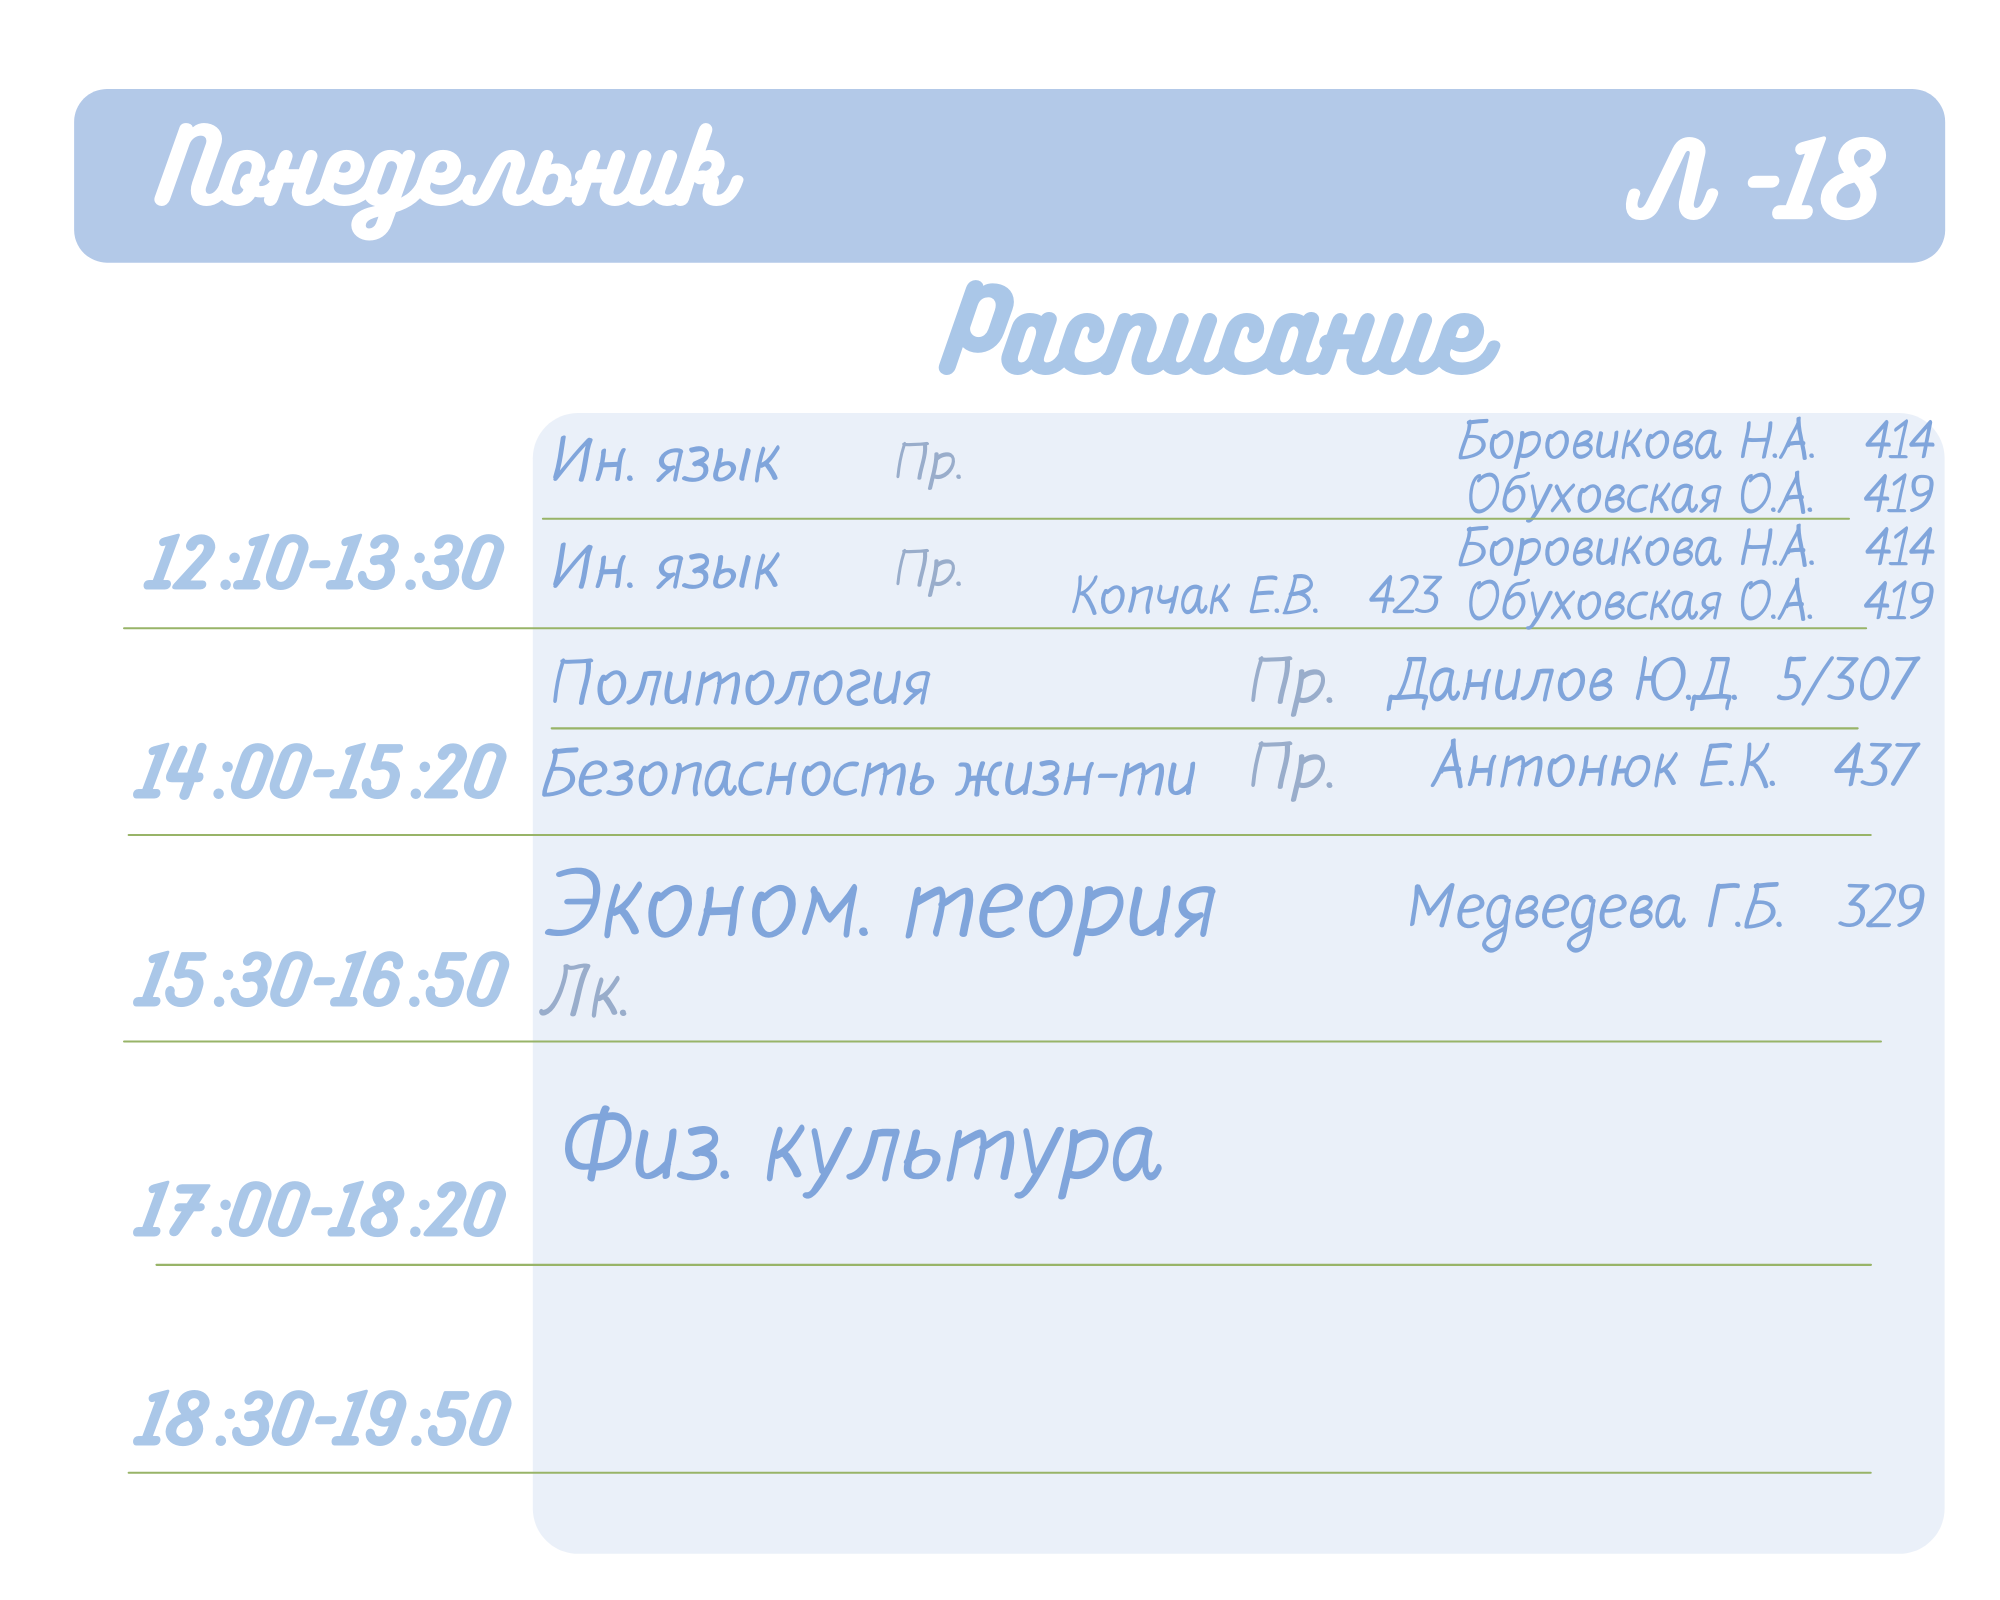 Понедельник Л -18
Расписание
Ин. язык Пр. Боровикова Н.А. 414
Обуховская О.А. 419
12:10-13:30 Ин. язык Пр. Боровикова Н.А. 414
Копчак Е.В. 423 Обуховская О.А. 419
Политология Пр. Данилов Ю.Д. 5/307
14:00-15:20 Безопасность жизн-ти Пр. Антонюк Е.К. 437
Эконом. теория Медведева Г.Б. 329
15:30-16:50 Лк.
Физ. культура
17:00-18:20
18:30-19:50